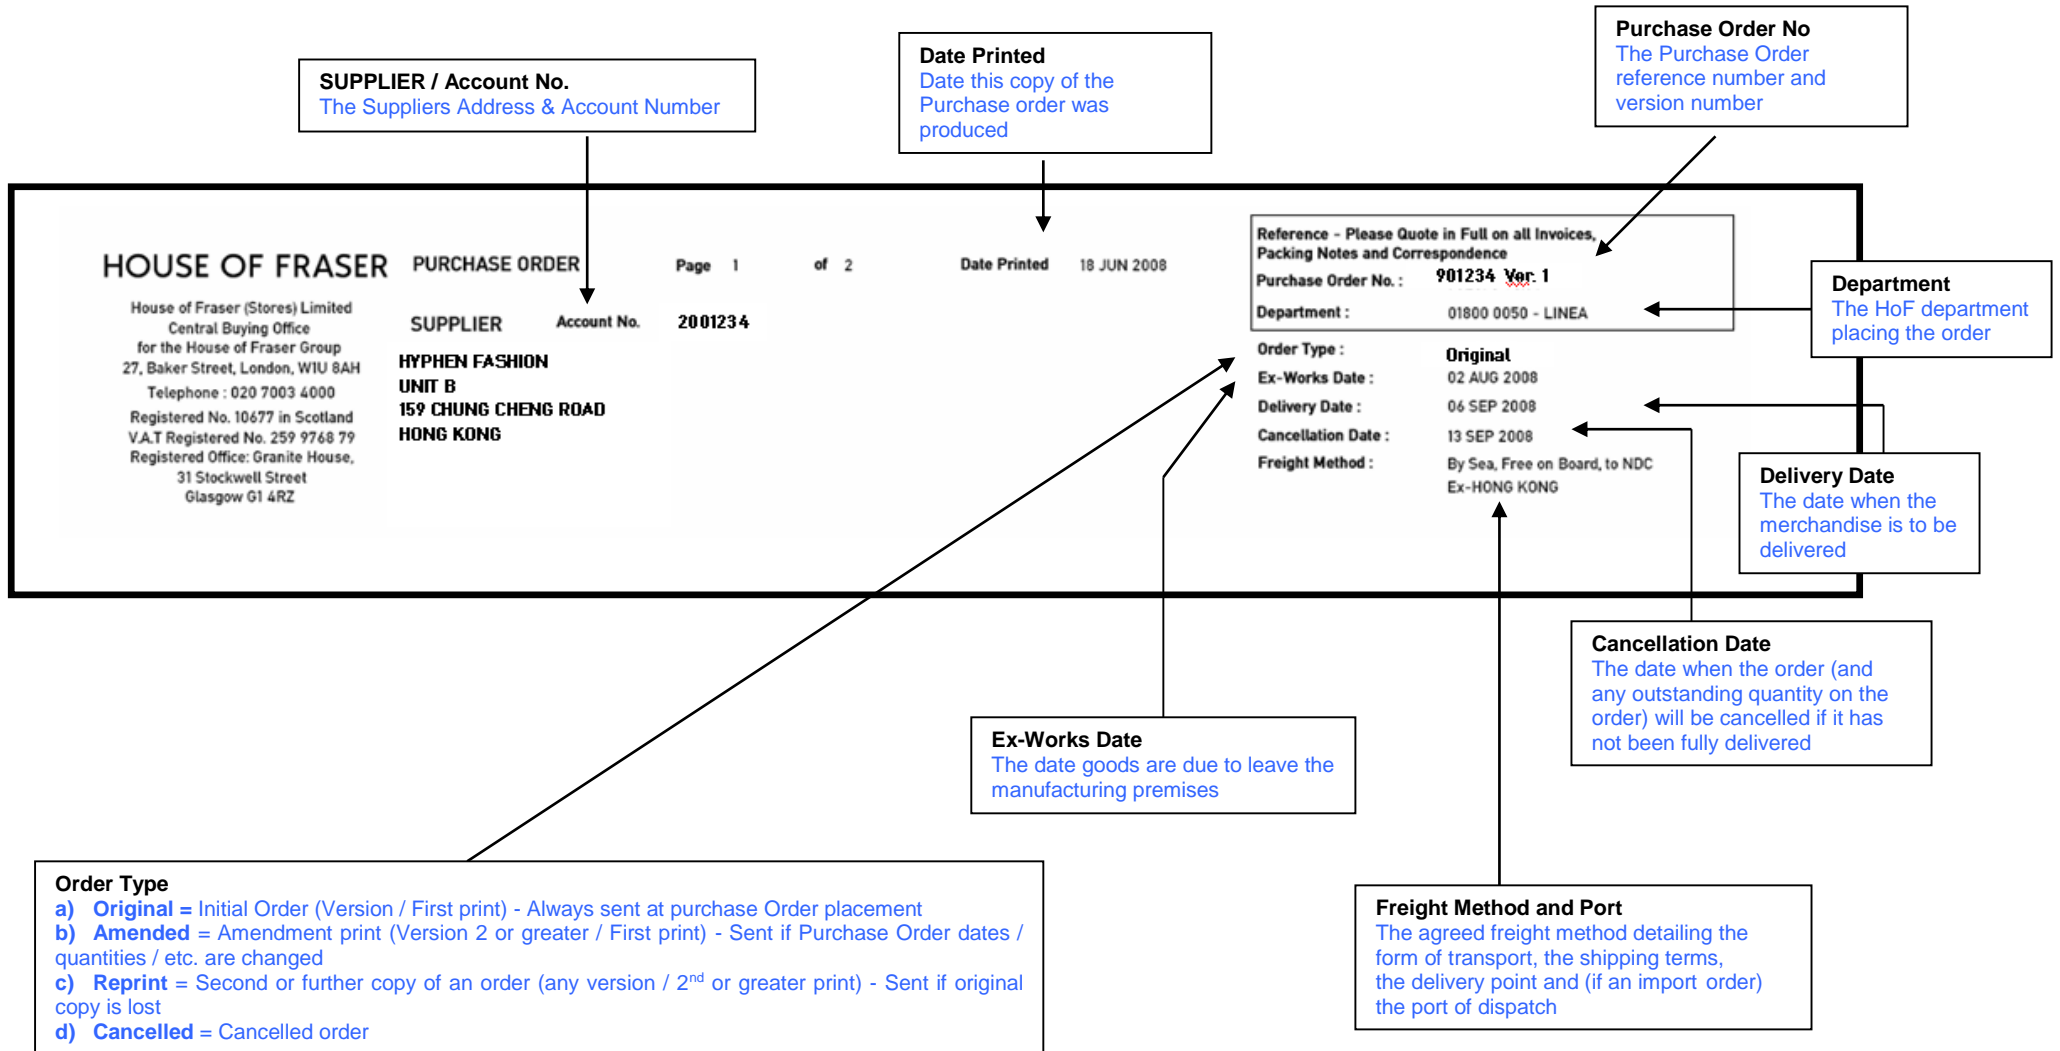 Purchase Order No
The Purchase Order
reference number and
version number
Date Printed
Date this copy of the
Purchase order was
produced
SUPPLIER / Account No.
The Suppliers Address & Account Number
HOUSE OF FRASER
House of Fraser (Stores) Limited
Central Buying Office
for the House of Fraser Group
27, Baker Street, London, W1U 8AH
Telephone : 020 7003 4000
Registered No. 10677 in Scotland
V.A.T Registered No. 259 9768 79
Registered Office: Granite House,
31 Stockwell Street
Glasgow G1 4RZ
PURCHASE ORDER Page 1 of 2 Date Printed 18 JUN 2008
SUPPLIER Account No. 2001234
HYPHEN FASHION
UNIT B
159 CHUNG CHENG ROAD
HONG KONG
Reference - Please Quote in Full on all Invoices,
Packing Notes and Correspondence
Purchase Order No. : 901234 Ver. 1
Department : 01800 0050 - LINEA
Order Type : Original
Ex-Works Date : 02 AUG 2008
Delivery Date : 06 SEP 2008
Cancellation Date : 13 SEP 2008
Freight Method : By Sea, Free on Board, to NDC
Ex-HONG KONG
Department
The HoF department
placing the order
Delivery Date
The date when the
merchandise is to be
delivered
Cancellation Date
The date when the order (and
any outstanding quantity on the
order) will be cancelled if it has
not been fully delivered
Ex-Works Date
The date goods are due to leave the
manufacturing premises
Order Type
a) Original = Initial Order (Version / First print) - Always sent at purchase Order placement
b) Amended = Amendment print (Version 2 or greater / First print) - Sent if Purchase Order dates /
quantities / etc. are changed
c) Reprint = Second or further copy of an order (any version / 2nd or greater print) - Sent if original
copy is lost
d) Cancelled = Cancelled order
Freight Method and Port
The agreed freight method detailing the
form of transport, the shipping terms,
the delivery point and (if an import order)
the port of dispatch